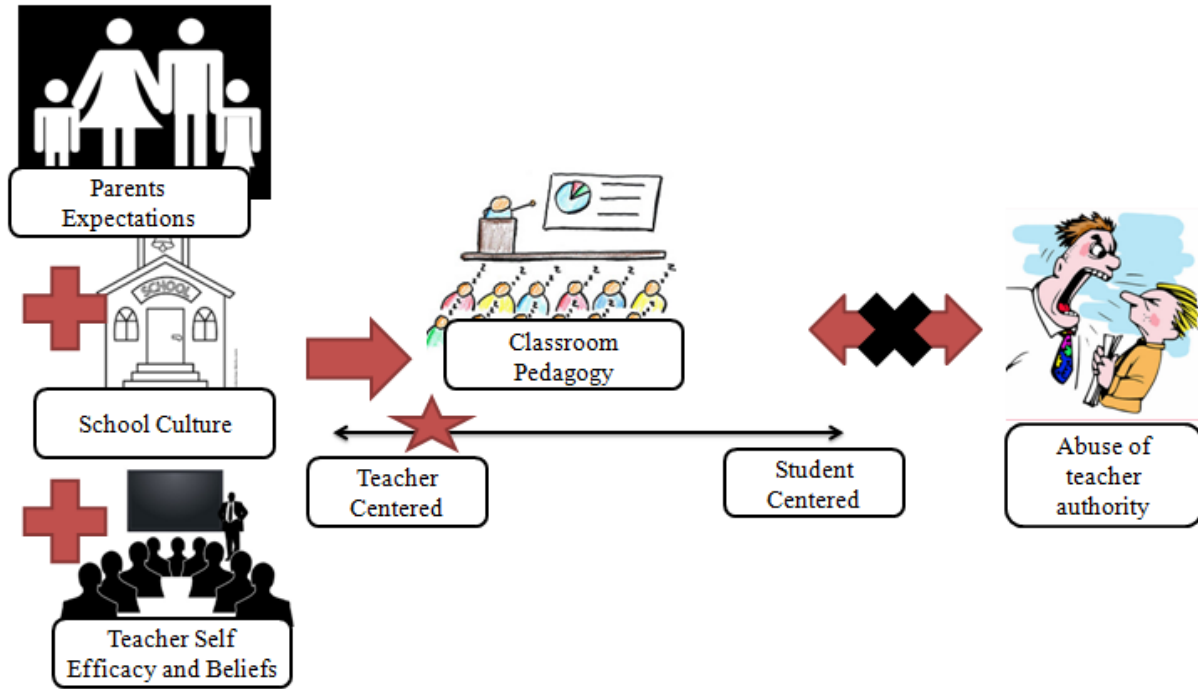 Parents
Expectations
SCHOOL
School Culture
Teacher Self
Efficacy and Beliefs
Classroom
Pedagogy
Teacher
Centered
Student
Centered
Abuse of
teacher
authority